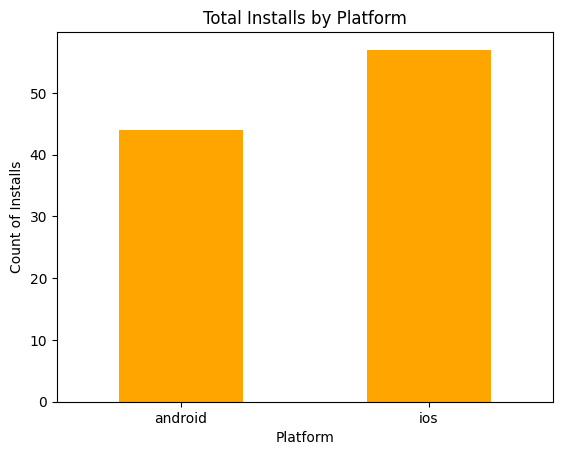 Total Installs by Platform
Count of Installs
50
40
30
20
10
0
android
ios
Platform